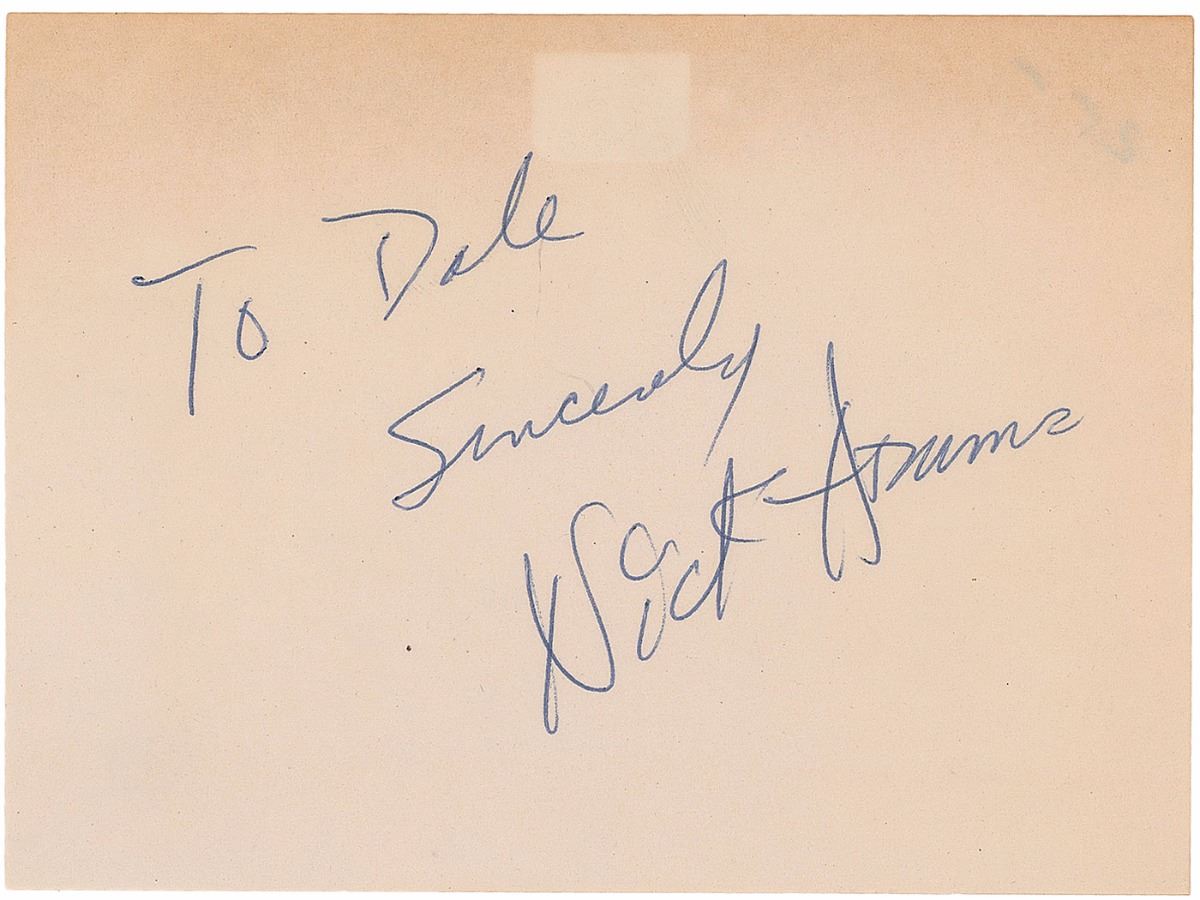 To Dale
Sincerely
Nick Adams